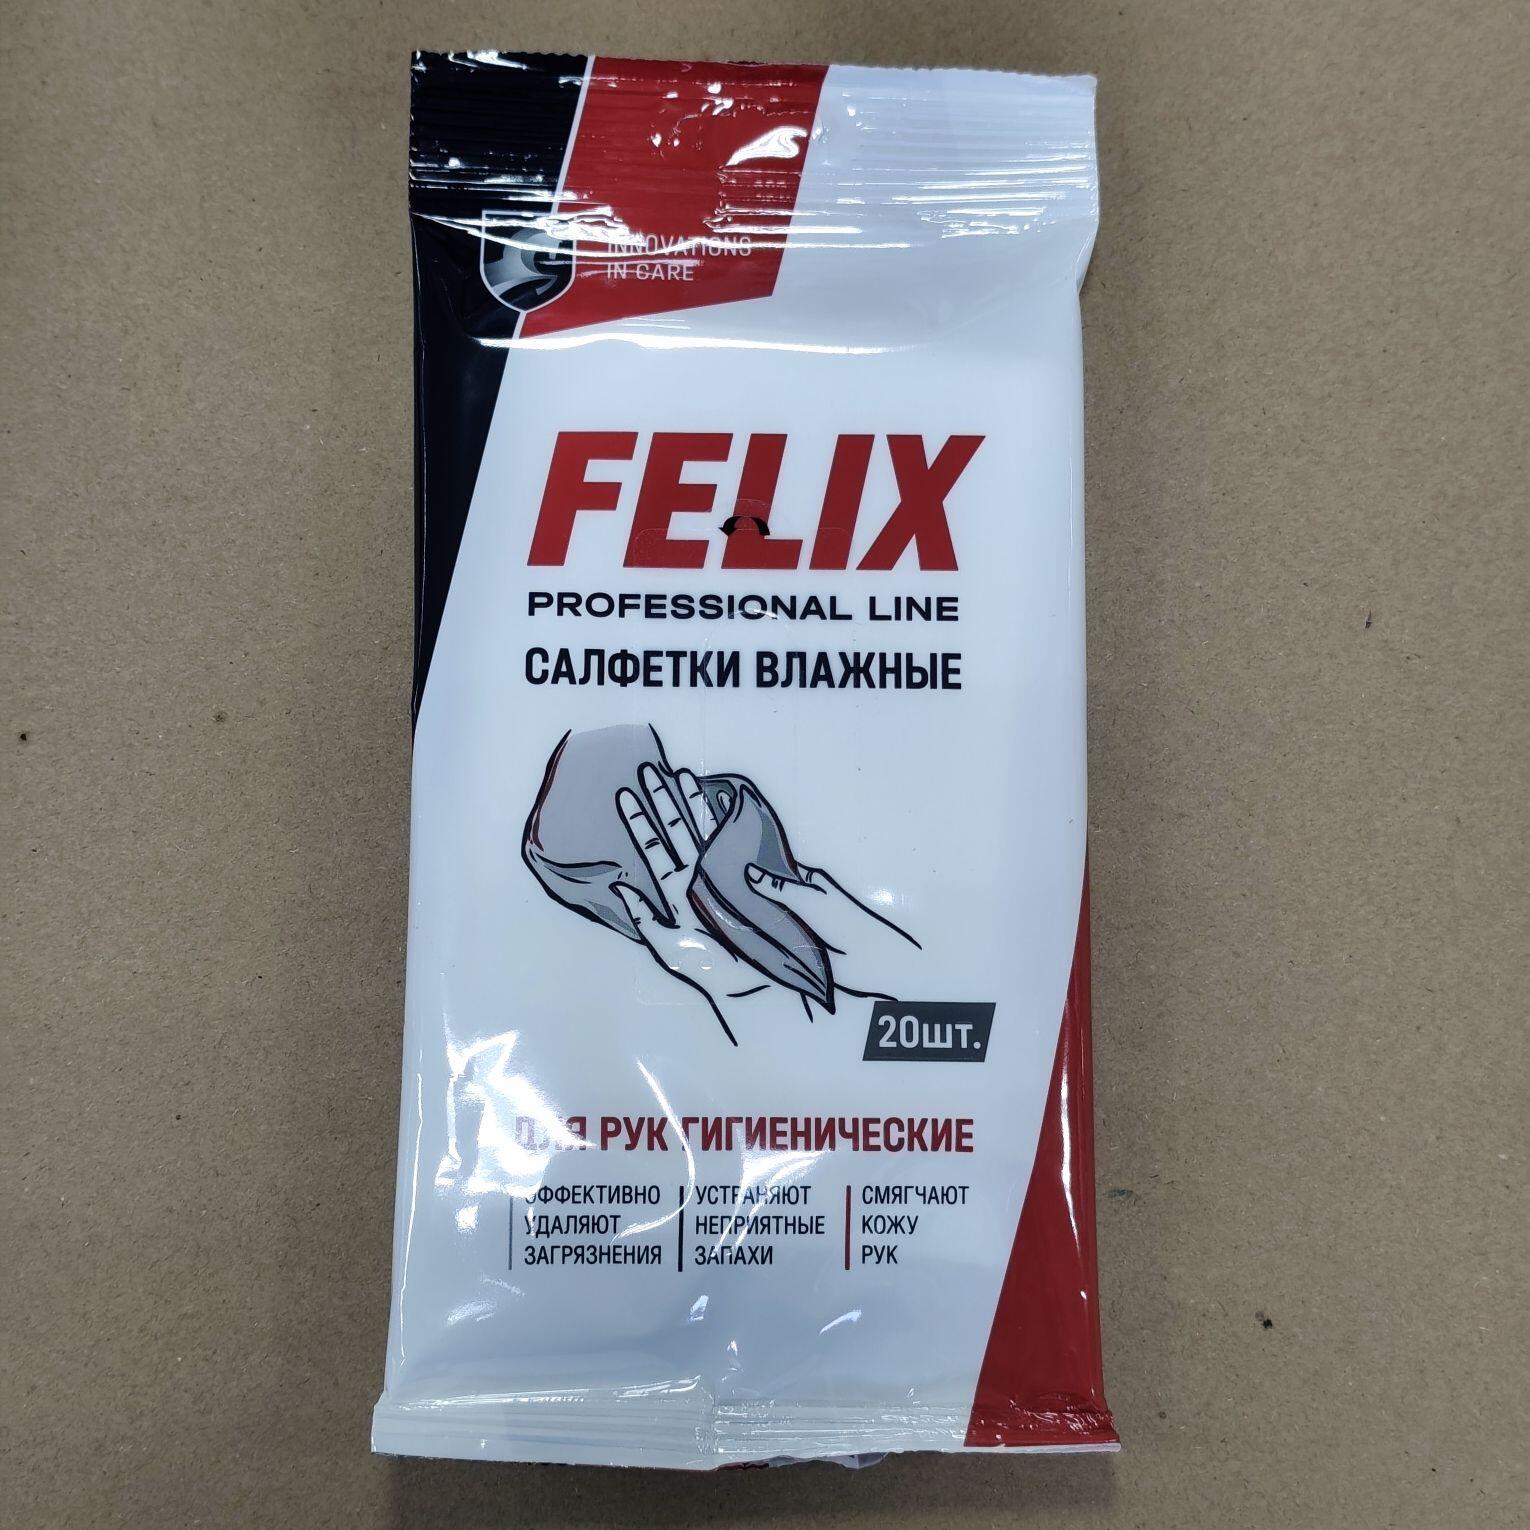 INNOVATIONS
IN CARE
FELIX
PROFESSIONAL LINE
САЛФЕТКИ ВЛАЖНЫЕ
20шт.
ДЛЯ РУК ГИГИЕНИЧЕСКИЕ
ЭФФЕКТИВНО
УДАЛЯЮТ
ЗАГРЯЗНЕНИЯ
УСТРАНЯЮТ
НЕПРИЯТНЫЕ
ЗАПАХИ
СМЯГЧАЮТ
КОЖУ
РУК